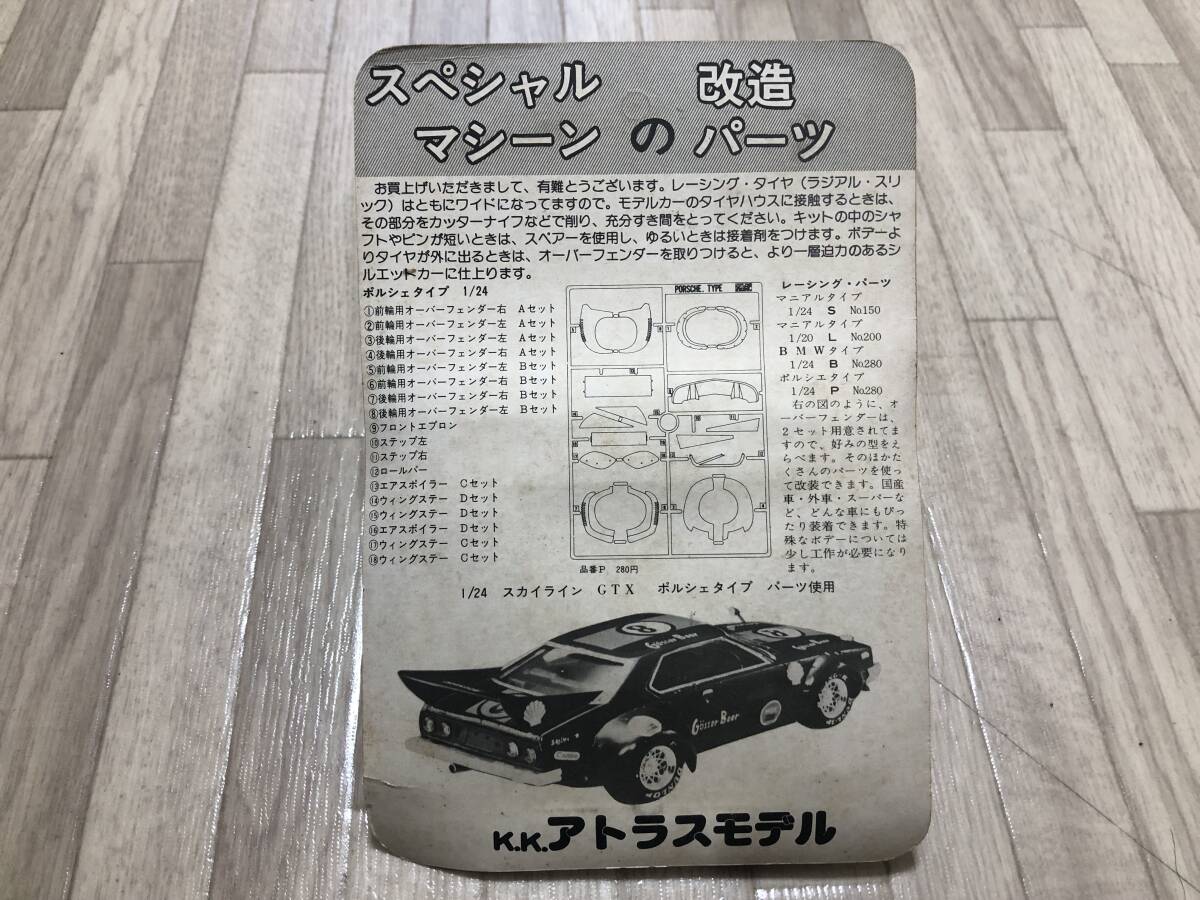 スペシャル 改造
マシーン の パーツ
お買上げいただきまして、有難とうございます。レーシング・タイヤ（ラジアル・スリ
ック）はともにワイドになってますので。モデルカーのタイヤハウスに接触するときは、
その部分をカッターナイフなどで削り、充分すき間をとってください。キットの中のシャ
フトやピンが短いときは、スペアーを使用し、ゆるいときは接着剤をつけます。ボデーよ
りタイヤが外に出るときは、オーバーフェンダーを取りつけると、より一層迫力のあるシ
ルエットカーに仕上ります。
ポルシェタイプ 1/24
①前輪用オーバーフェンダー右 Aセット
②前輪用オーバーフェンダー左 Aセット
③後輪用オーバーフェンダー左 Aセット
④後輪用オーバーフェンダー右 Aセット
⑤前輪用オーバーフェンダー左 Bセット
⑥前輪用オーバーフェンダー右 Bセット
⑦後輪用オーバーフェンダー右 Bセット
⑧後輪用オーバーフェンダー左 Bセット
⑨フロントエプロン
⑩ステップ左
⑪ステップ右
⑫ロールバー
⑬エアスポイラー Cセット
⑭ウィングステー Dセット
⑮ウィングステー Dセット
⑯エアスポイラー Dセット
⑰ウィングステー Cセット
⑱ウィングステー Cセット
PORSCHE. TYPE
品番P 280円
レーシング・パーツ
マニアルタイプ
1/24 S No.150
マニアルタイプ
1/20 L No.200
BMWタイプ
1/24 B No.280
ポルシエタイプ
1/24 P No.280
右の図のように、オ
ーバーフェンダーは、
2セット用意されてま
すので、好みの型をえ
らべます。そのほかた
くさんのパーツを使っ
て改装できます。国産
車・外車・スーパーな
ど、どんな車にもぴっ
たり装着できます。特
殊なボデーについては
少し工作が必要になり
ます。
1/24 スカイライン GTX ポルシェタイプ パーツ使用
8
Gösser Beer
Gösser Beer
DUNLOP
K.K.アトラスモデル